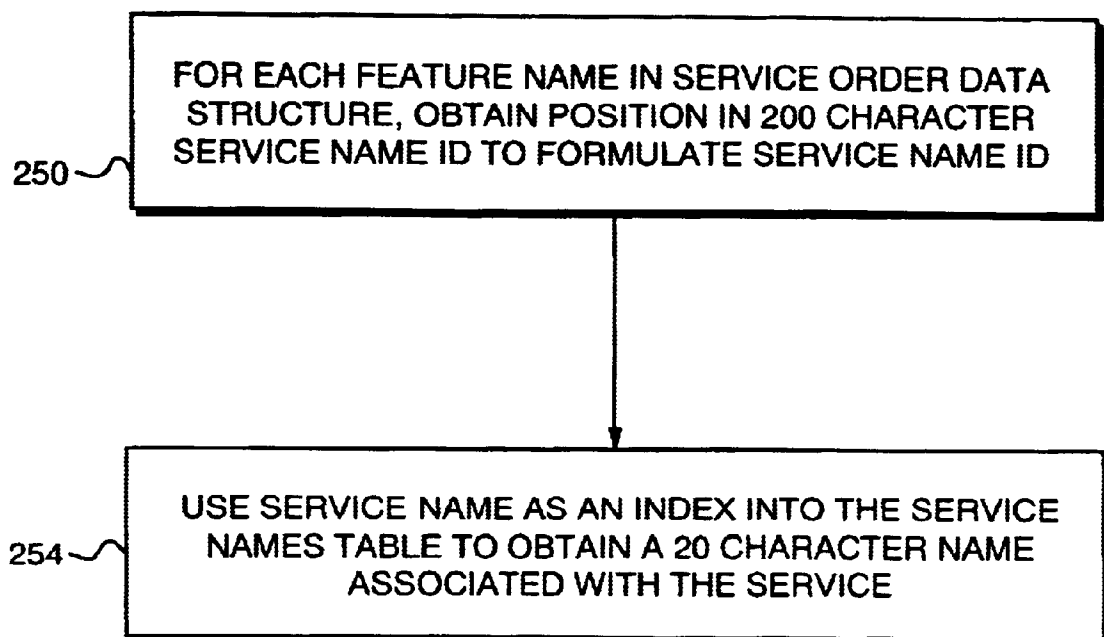 FOR EACH FEATURE NAME IN SERVICE ORDER DATA
STRUCTURE, OBTAIN POSITION IN 200 CHARACTER
SERVICE NAME ID TO FORMULATE SERVICE NAME ID
250
USE SERVICE NAME AS AN INDEX INTO THE SERVICE
NAMES TABLE TO OBTAIN A 20 CHARACTER NAME
ASSOCIATED WITH THE SERVICE
254